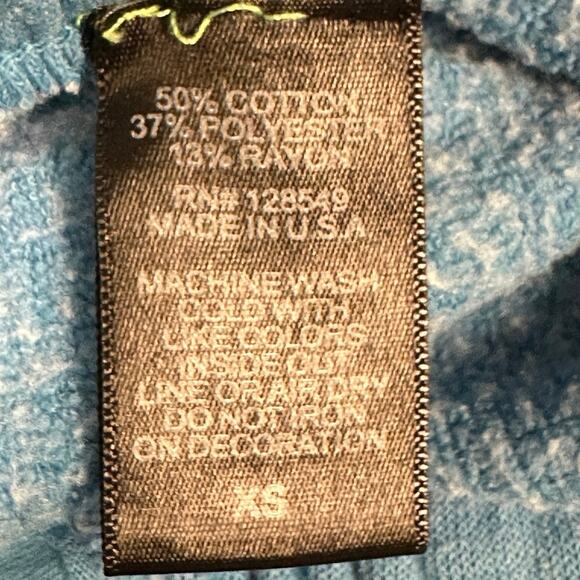 50% COTTON
37% POLYESTER
13% RAYON
RN# 128549
MADE IN U.S.A
MACHINE WASH
COLD WITH
LIKE COLORS
INSIDE OUT
LINE OR AIR DRY
DO NOT IRON
ON DECORATION
XS